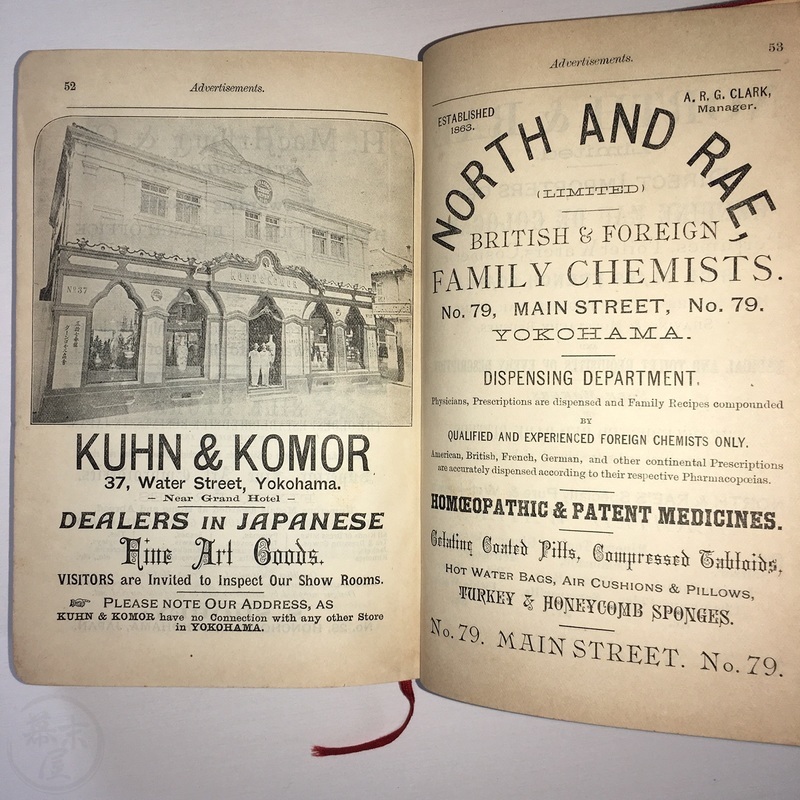 52
Advertisements.
No 37
KUHN & KOMOR
KUHN & KOMOR
37, Water Street, Yokohama.
– Near Grand Hotel –
DEALERS IN JAPANESE
Fine Art Goods.
VISITORS are Invited to Inspect Our Show Rooms.
☞ PLEASE NOTE OUR ADDRESS, AS
KUHN & KOMOR have no Connection with any other Store
in YOKOHAMA.
53
Advertisements.
ESTABLISHED
1863.
A. R. G. CLARK,
Manager.
NORTH AND RAE,
(LIMITED)
BRITISH & FOREIGN
FAMILY CHEMISTS.
No. 79, MAIN STREET, No. 79.
YOKOHAMA.
DISPENSING DEPARTMENT.
Physicians, Prescriptions are dispensed and Family Recipes compounded
BY
QUALIFIED AND EXPERIENCED FOREIGN CHEMISTS ONLY.
American, British, French, German, and other continental Prescriptions
are accurately dispensed according to their respective Pharmacopœias.
HOMŒOPATHIC & PATENT MEDICINES.
Gelatine Coated Pills, Compressed Tabloids,
HOT WATER BAGS, AIR CUSHIONS & PILLOWS,
TURKEY & HONEYCOMB SPONGES.
No. 79. MAIN STREET. No. 79.